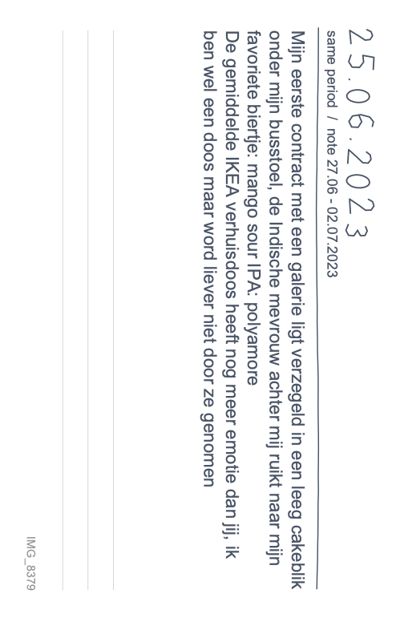 25.06.2023
same period / note 27.06 - 02.07.2023
Mijn eerste contract met een galerie ligt verzegeld in een leeg cakeblik
onder mijn busstoel, de Indische mevrouw achter mij ruikt naar mijn
favoriete biertje: mango sour IPA: polyamore
De gemiddelde IKEA verhuisdoos heeft nog meer emotie dan jij, ik
ben wel een doos maar word liever niet door ze genomen
IMG_8379